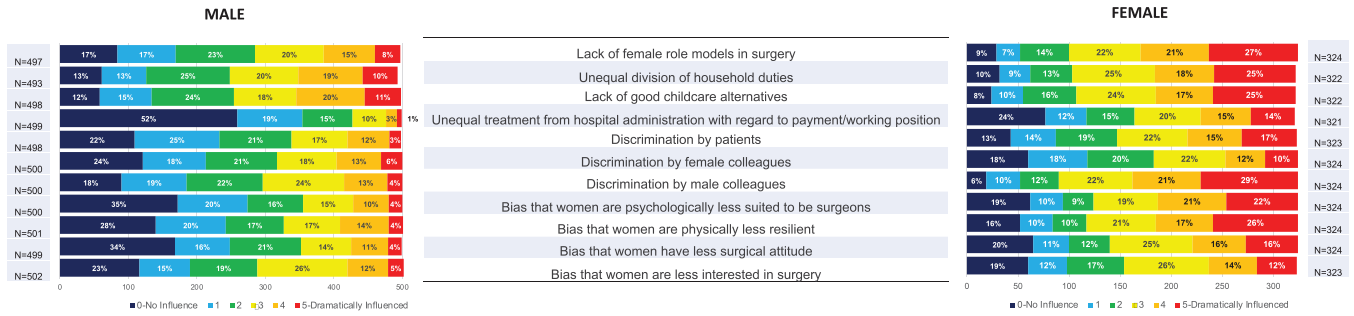 MALE FEMALE
N=497 17% 17% 23% 20% 15% 8% Lack of female role models in surgery 9% 7% 14% 22% 21% 27% N=324
N=493 13% 13% 25% 20% 19% 10% Unequal division of household duties 10% 9% 13% 25% 18% 25% N=322
N=498 12% 15% 24% 18% 20% 11% Lack of good childcare alternatives 8% 10% 16% 24% 17% 25% N=322
N=499 52% 19% 15% 10% 3% 1% Unequal treatment from hospital administration with regard to payment/working position 24% 12% 15% 20% 15% 14% N=321
N=498 22% 25% 21% 17% 12% 3% Discrimination by patients 13% 14% 19% 22% 15% 17% N=323
N=500 24% 18% 21% 18% 13% 6% Discrimination by female colleagues 18% 18% 20% 22% 12% 10% N=324
N=500 18% 19% 22% 24% 13% 4% Discrimination by male colleagues 6% 10% 12% 22% 21% 29% N=324
N=500 35% 20% 16% 15% 10% 4% Bias that women are psychologically less suited to be surgeons 19% 10% 9% 19% 21% 22% N=324
N=501 28% 20% 17% 17% 14% 4% Bias that women are physically less resilient 16% 10% 10% 21% 17% 26% N=324
N=499 34% 16% 21% 14% 11% 4% Bias that women have less surgical attitude 20% 11% 12% 25% 16% 16% N=324
N=502 23% 15% 19% 26% 12% 5% Bias that women are less interested in surgery 19% 12% 17% 26% 14% 12% N=323
0 100 200 300 400 500 0 50 100 150 200 250 300
0-No Influence 1 2 3 4 5-Dramatically Influenced 0-No Influence 1 2 3 4 5-Dramatically Influenced